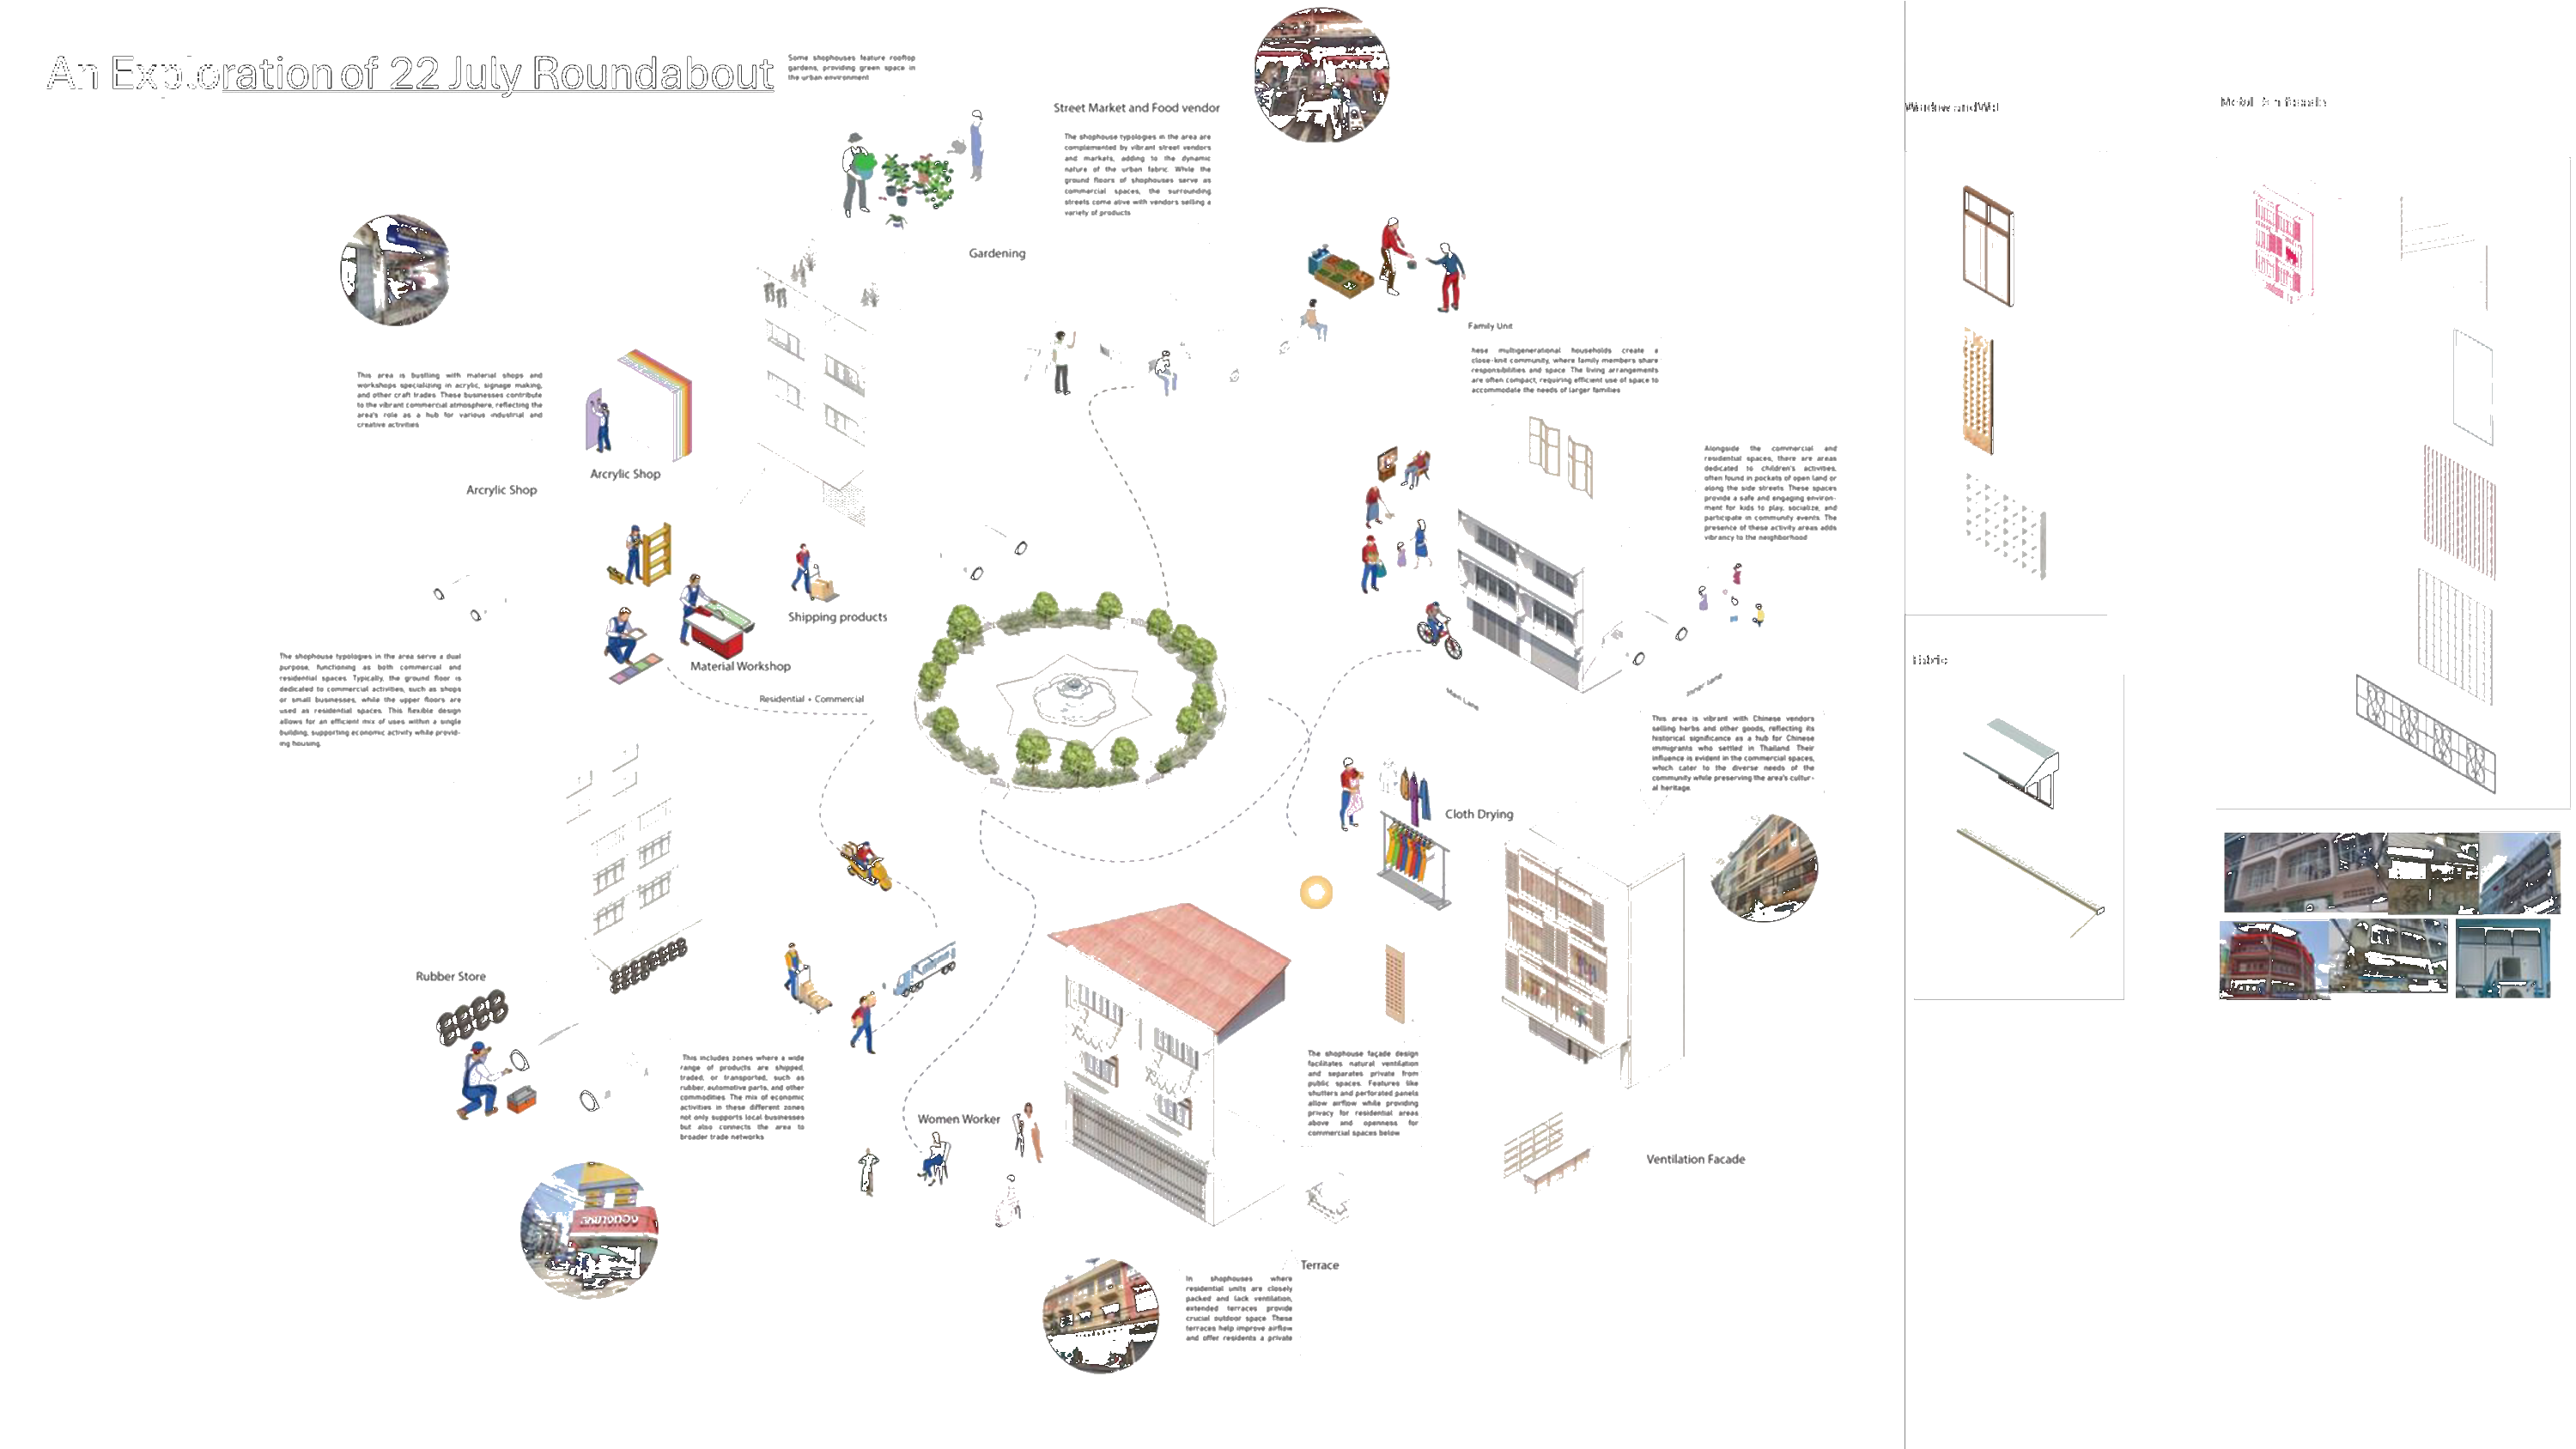 An Exploration of 22 July Roundabout
Some shophouses feature rooftop
gardens, providing green space in
the urban environment
Street Market and Food vendor
The shophouse typologies in the area are
complemented by vibrant street vendors
and markets, adding to the dynamic
nature of the urban fabric. While the
ground floors of shophouses serve as
commercial spaces, the surrounding
streets come alive with vendors selling a
variety of products
Gardening
Family Unit
hese multigenerational households create a
close-knit community, where family members share
responsibilities and space. The living arrangements
are often compact, requiring efficient use of space to
accommodate the needs of larger families
This area is bustling with material shops and
workshops specializing in acrylic, signage making,
and other craft trades. These businesses contribute
to the vibrant commercial atmosphere, reflecting the
area's role as a hub for various industrial and
creative activities
Arcrylic Shop
Arcrylic Shop
Alongside the commercial and
residential spaces, there are areas
dedicated to children's activities,
often found in pockets of open land or
along the side streets. These spaces
provide a safe and engaging environ-
ment for kids to play, socialize, and
participate in community events. The
presence of these activity areas adds
vibrancy to the neighborhood
Shipping products
Material Workshop
Residential + Commercial
The shophouse typologies in the area serve a dual
purpose, functioning as both commercial and
residential spaces. Typically, the ground floor is
dedicated to commercial activities, such as shops
or small businesses, while the upper floors are
used as residential spaces. This flexible design
allows for an efficient mix of uses within a single
building, supporting economic activity while provid-
ing housing.
Main Lane
Inner Lane
This area is vibrant with Chinese vendors
selling herbs and other goods, reflecting its
historical significance as a hub for Chinese
immigrants who settled in Thailand. Their
influence is evident in the commercial spaces,
which cater to the diverse needs of the
community while preserving the area's cultur-
al heritage
Cloth Drying
Rubber Store
This includes zones where a wide
range of products are shipped,
traded, or transported, such as
rubber, automotive parts, and other
commodities. The mix of economic
activities in these different zones
not only supports local businesses
but also connects the area to
broader trade networks
Women Worker
The shophouse façade design
facilitates natural ventilation
and separates private from
public spaces. Features like
shutters and perforated panels
allow airflow while providing
privacy for residential areas
above and openness for
commercial spaces below
Ventilation Facade
Terrace
In shophouses where
residential units are closely
packed and lack ventilation,
extended terraces provide
crucial outdoor space. These
terraces help improve airflow
and offer residents a private
Fabric